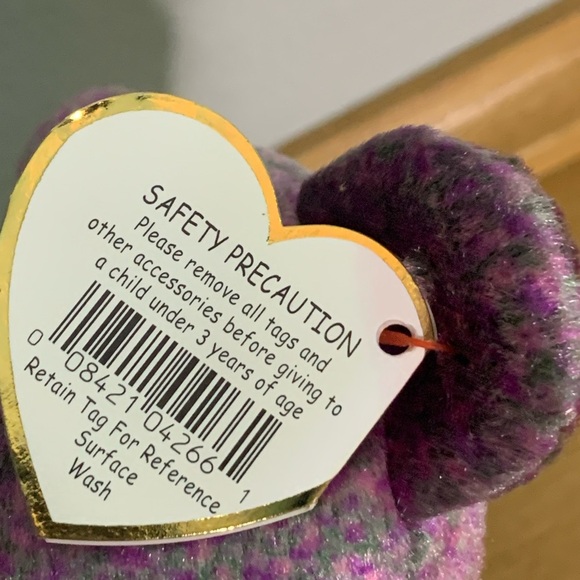 SAFETY PRECAUTION
Please remove all tags and
other accessories before giving to
a child under 3 years of age
0 08421 04266 1
Retain Tag For Reference
Surface
Wash